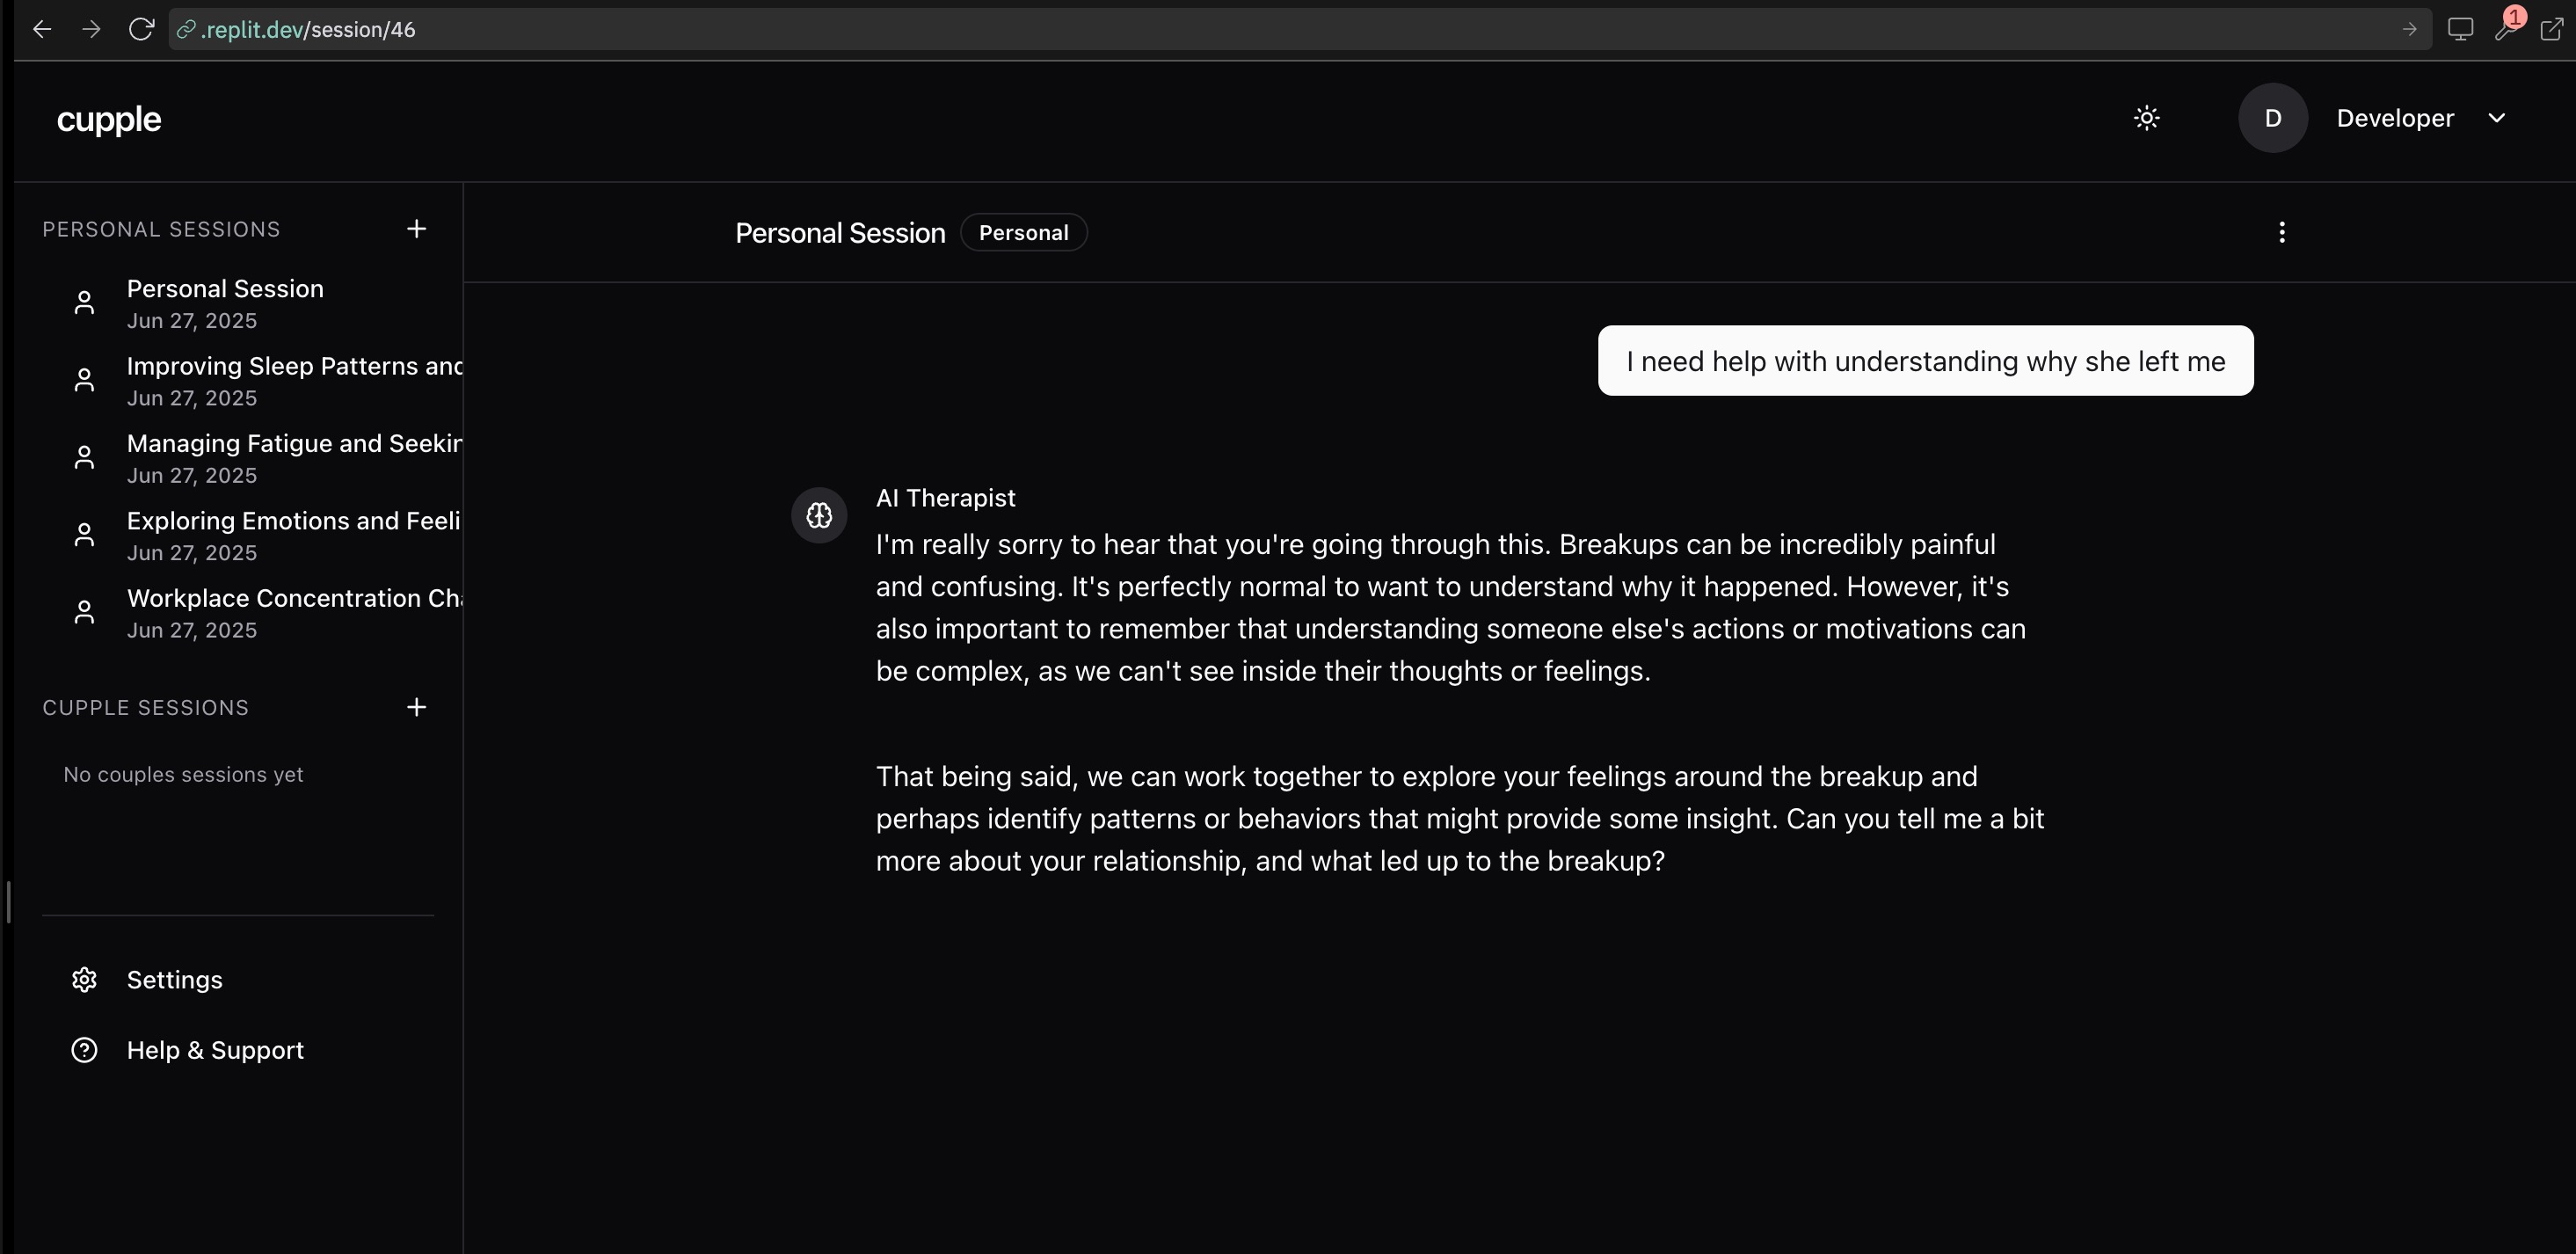 .replit.dev/session/46
1
cupple
D
Developer
PERSONAL SESSIONS
Personal Session
Jun 27, 2025
Improving Sleep Patterns and
Jun 27, 2025
Managing Fatigue and Seekin
Jun 27, 2025
Exploring Emotions and Feeli
Jun 27, 2025
Workplace Concentration Cha
Jun 27, 2025
CUPPLE SESSIONS
No couples sessions yet
Settings
Help & Support
Personal Session
Personal
I need help with understanding why she left me
AI Therapist
I'm really sorry to hear that you're going through this. Breakups can be incredibly painful
and confusing. It's perfectly normal to want to understand why it happened. However, it's
also important to remember that understanding someone else's actions or motivations can
be complex, as we can't see inside their thoughts or feelings.
That being said, we can work together to explore your feelings around the breakup and
perhaps identify patterns or behaviors that might provide some insight. Can you tell me a bit
more about your relationship, and what led up to the breakup?